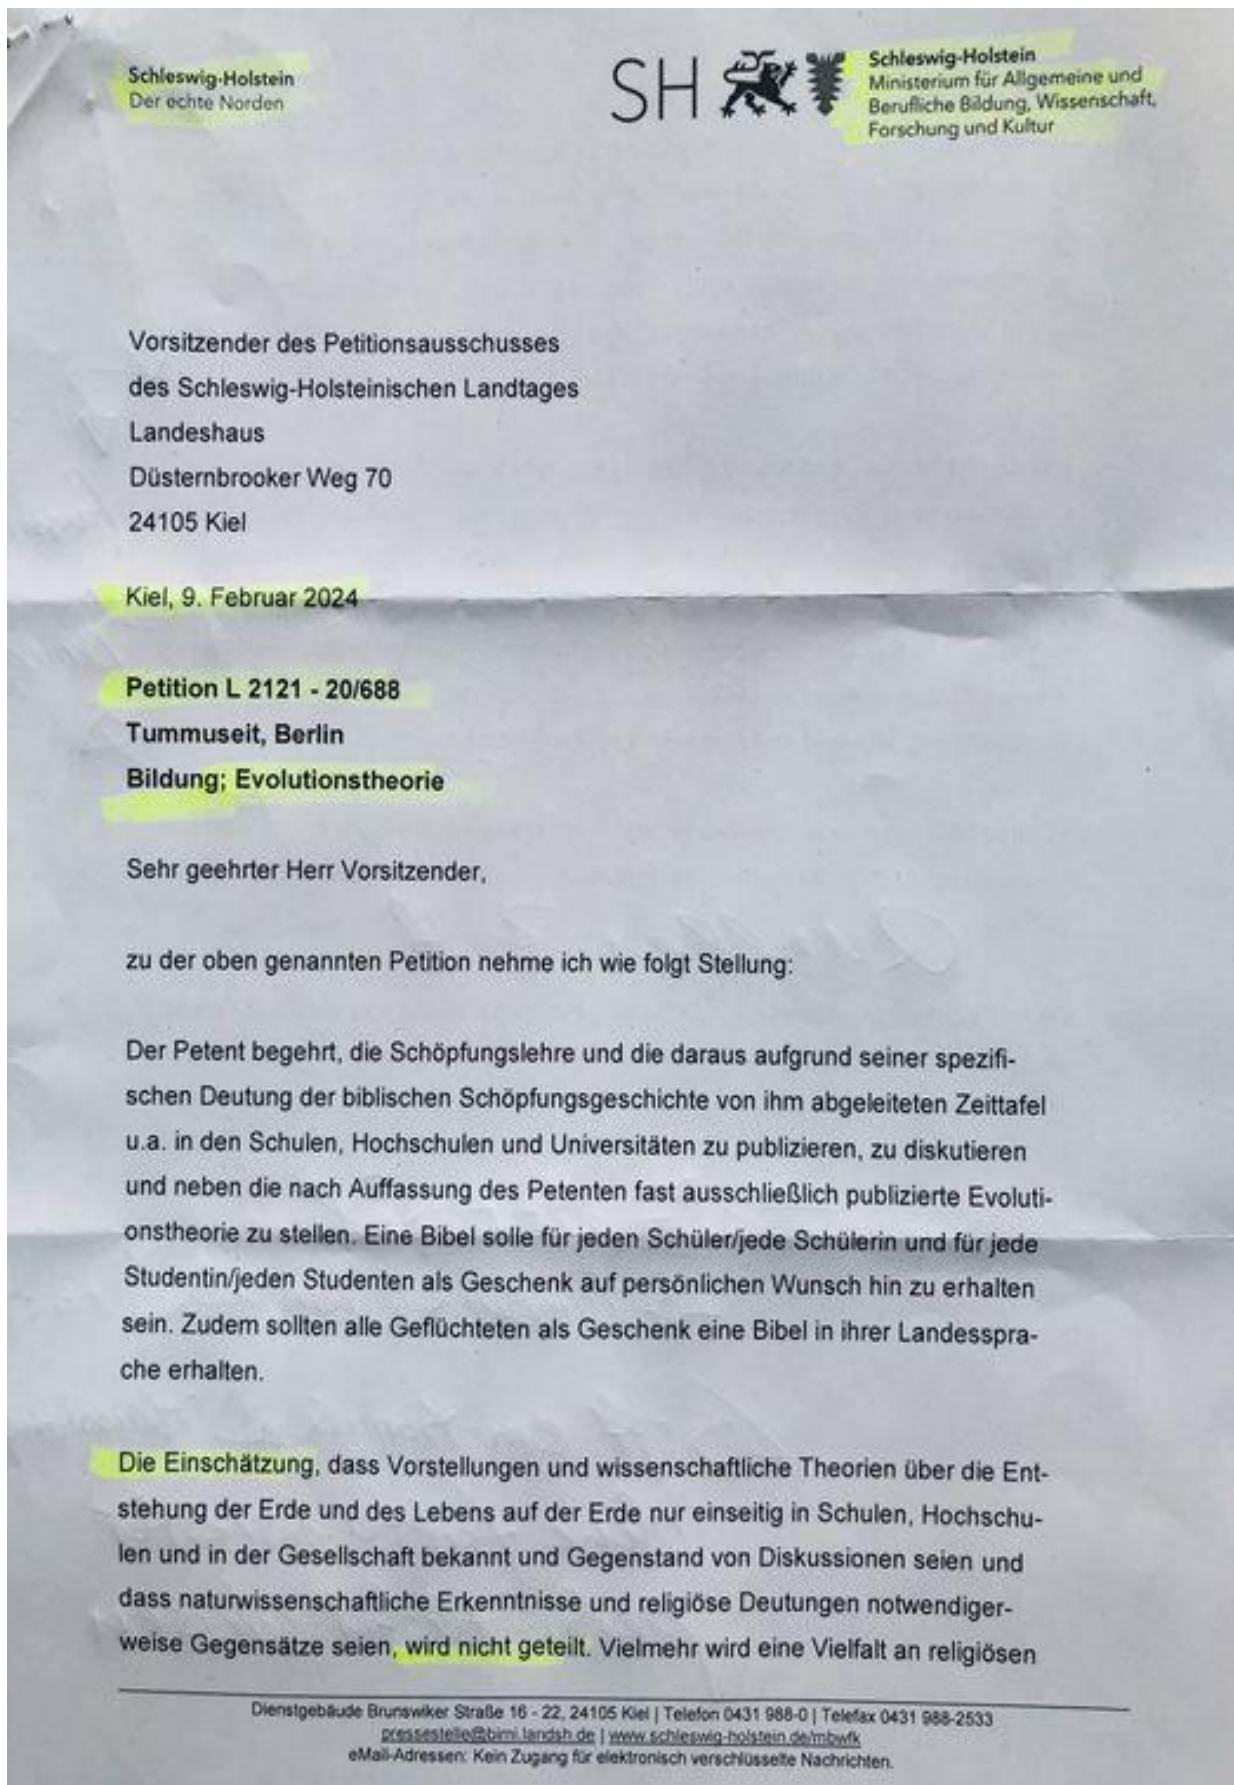 Schleswig-Holstein
Der echte Norden
SH
Schleswig-Holstein
Ministerium für Allgemeine und
Berufliche Bildung, Wissenschaft,
Forschung und Kultur
Vorsitzender des Petitionsausschusses
des Schleswig-Holsteinischen Landtages
Landeshaus
Düsternbrooker Weg 70
24105 Kiel
Kiel, 9. Februar 2024
Petition L 2121 - 20/688
Tummuseit, Berlin
Bildung; Evolutionstheorie
Sehr geehrter Herr Vorsitzender,
zu der oben genannten Petition nehme ich wie folgt Stellung:
Der Petent begehrt, die Schöpfungslehre und die daraus aufgrund seiner spezifi-
schen Deutung der biblischen Schöpfungsgeschichte von ihm abgeleiteten Zeittafel
u.a. in den Schulen, Hochschulen und Universitäten zu publizieren, zu diskutieren
und neben die nach Auffassung des Petenten fast ausschließlich publizierte Evoluti-
onstheorie zu stellen. Eine Bibel solle für jeden Schüler/jede Schülerin und für jede
Studentin/jeden Studenten als Geschenk auf persönlichen Wunsch hin zu erhalten
sein. Zudem sollten alle Geflüchteten als Geschenk eine Bibel in ihrer Landesspra-
che erhalten.
Die Einschätzung, dass Vorstellungen und wissenschaftliche Theorien über die Ent-
stehung der Erde und des Lebens auf der Erde nur einseitig in Schulen, Hochschu-
len und in der Gesellschaft bekannt und Gegenstand von Diskussionen seien und
dass naturwissenschaftliche Erkenntnisse und religiöse Deutungen notwendiger-
weise Gegensätze seien, wird nicht geteilt. Vielmehr wird eine Vielfalt an religiösen
Dienstgebäude Brunswiker Straße 16 - 22, 24105 Kiel | Telefon 0431 988-0 | Telefax 0431 988-2533
pressestelle@bimi.landsh.de | www.schleswig-holstein.de/mbwfk
eMail-Adressen: Kein Zugang für elektronisch verschlüsselte Nachrichten.